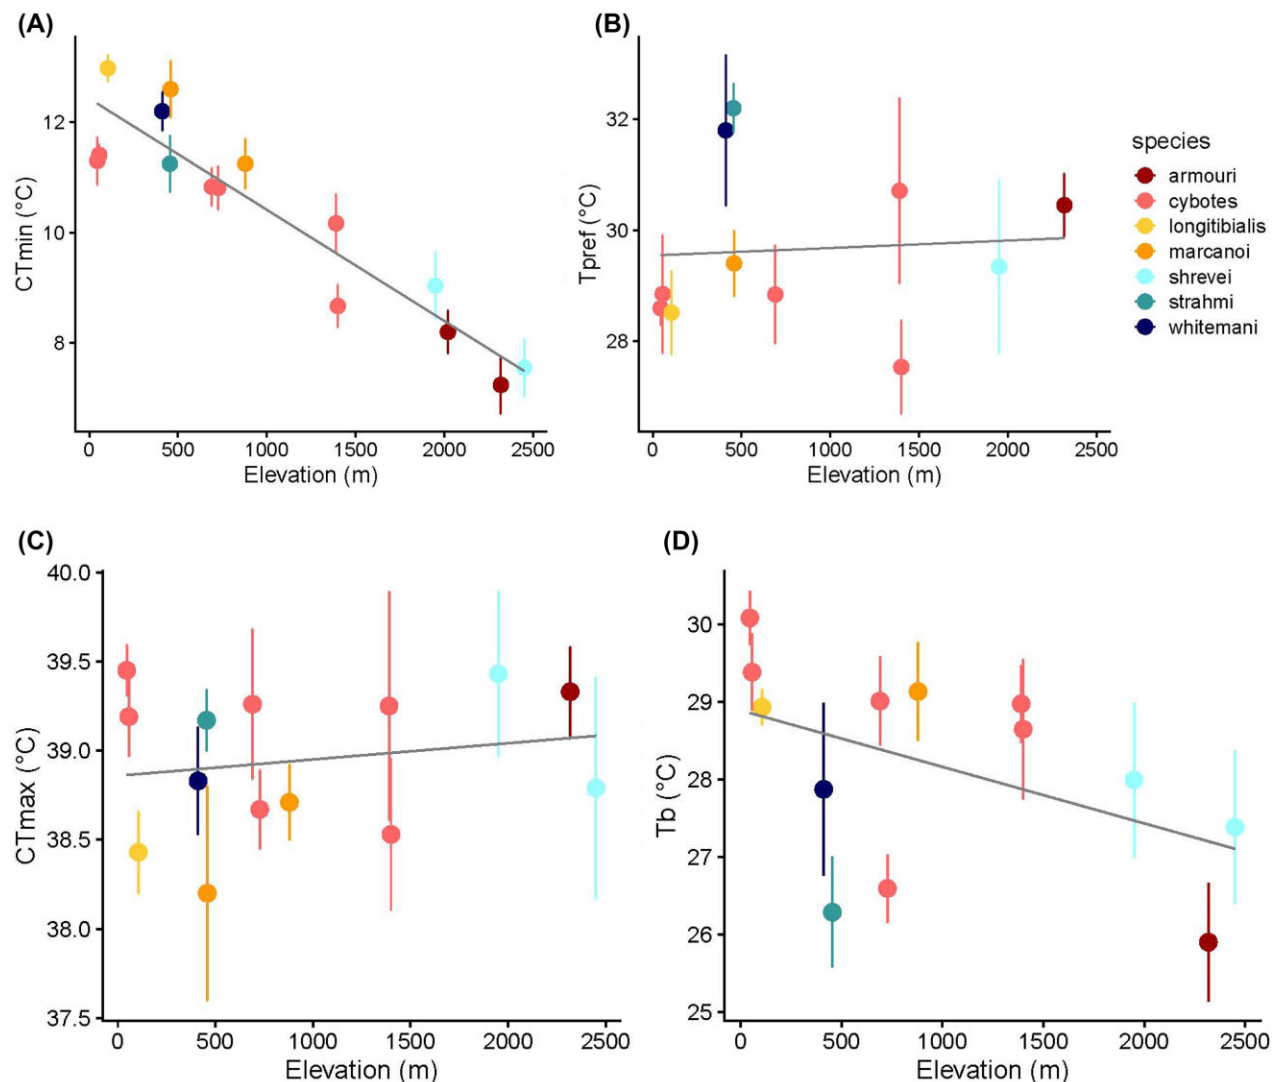 (A)
CTmin (°C)
12
10
8
0 500 1000 1500 2000 2500
Elevation (m)
(B)
Tpref (°C)
32
30
28
0 500 1000 1500 2000 2500
Elevation (m)
species
armouri
cybotes
longitibialis
marcanoi
shrevei
strahmi
whitemani
(C)
CTmax (°C)
40.0
39.5
39.0
38.5
38.0
37.5
0 500 1000 1500 2000 2500
Elevation (m)
(D)
Tb (°C)
30
29
28
27
26
25
0 500 1000 1500 2000 2500
Elevation (m)